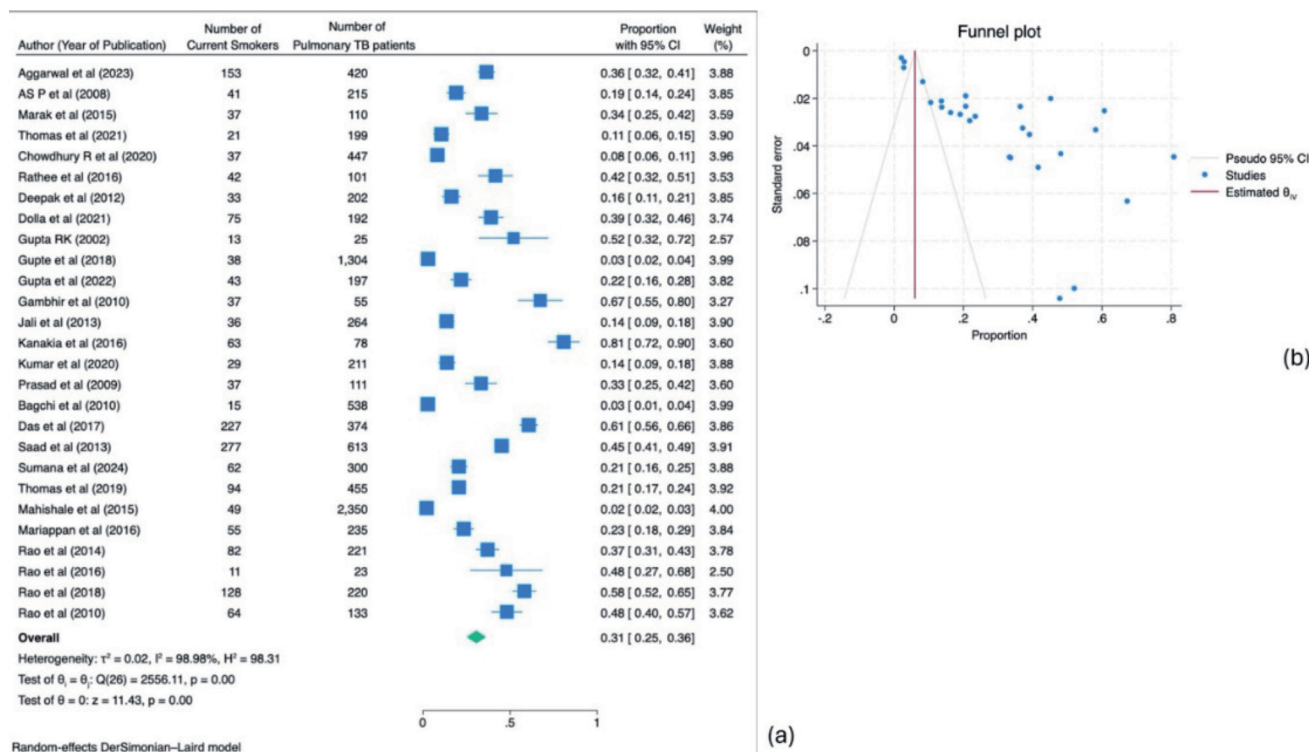 Author (Year of Publication) Number of Current Smokers Number of Pulmonary TB patients Proportion with 95% CI Weight (%)
Aggarwal et al (2023) 153 420 0.36 [ 0.32, 0.41] 3.88
AS P et al (2008) 41 215 0.19 [ 0.14, 0.24] 3.85
Marak et al (2015) 37 110 0.34 [ 0.25, 0.42] 3.59
Thomas et al (2021) 21 199 0.11 [ 0.06, 0.15] 3.90
Chowdhury R et al (2020) 37 447 0.08 [ 0.06, 0.11] 3.96
Rathee et al (2016) 42 101 0.42 [ 0.32, 0.51] 3.53
Deepak et al (2012) 33 202 0.16 [ 0.11, 0.21] 3.85
Dolla et al (2021) 75 192 0.39 [ 0.32, 0.46] 3.74
Gupta RK (2002) 13 25 0.52 [ 0.32, 0.72] 2.57
Gupte et al (2018) 38 1,304 0.03 [ 0.02, 0.04] 3.99
Gupta et al (2022) 43 197 0.22 [ 0.16, 0.28] 3.82
Gambhir et al (2010) 37 55 0.67 [ 0.55, 0.80] 3.27
Jali et al (2013) 36 264 0.14 [ 0.09, 0.18] 3.90
Kanakia et al (2016) 63 78 0.81 [ 0.72, 0.90] 3.60
Kumar et al (2020) 29 211 0.14 [ 0.09, 0.18] 3.88
Prasad et al (2009) 37 111 0.33 [ 0.25, 0.42] 3.60
Bagchi et al (2010) 15 538 0.03 [ 0.01, 0.04] 3.99
Das et al (2017) 227 374 0.61 [ 0.56, 0.66] 3.86
Saad et al (2013) 277 613 0.45 [ 0.41, 0.49] 3.91
Sumana et al (2024) 62 300 0.21 [ 0.16, 0.25] 3.88
Thomas et al (2019) 94 455 0.21 [ 0.17, 0.24] 3.92
Mahishale et al (2015) 49 2,350 0.02 [ 0.02, 0.03] 4.00
Mariappan et al (2016) 55 235 0.23 [ 0.18, 0.29] 3.84
Rao et al (2014) 82 221 0.37 [ 0.31, 0.43] 3.78
Rao et al (2016) 11 23 0.48 [ 0.27, 0.68] 2.50
Rao et al (2018) 128 220 0.58 [ 0.52, 0.65] 3.77
Rao et al (2010) 64 133 0.48 [ 0.40, 0.57] 3.62
Overall 0.31 [ 0.25, 0.36]
Heterogeneity: τ² = 0.02, I² = 98.98%, H² = 98.31
Test of θᵢ = θⱼ: Q(26) = 2556.11, p = 0.00
Test of θ = 0: z = 11.43, p = 0.00
0 .5 1
Random-effects DerSimonian–Laird model
(a)
Funnel plot
Standard error
0
.02
.04
.06
.08
.1
-.2 0 .2 .4 .6 .8
Proportion
Pseudo 95% CI
Studies
Estimated θIV
(b)